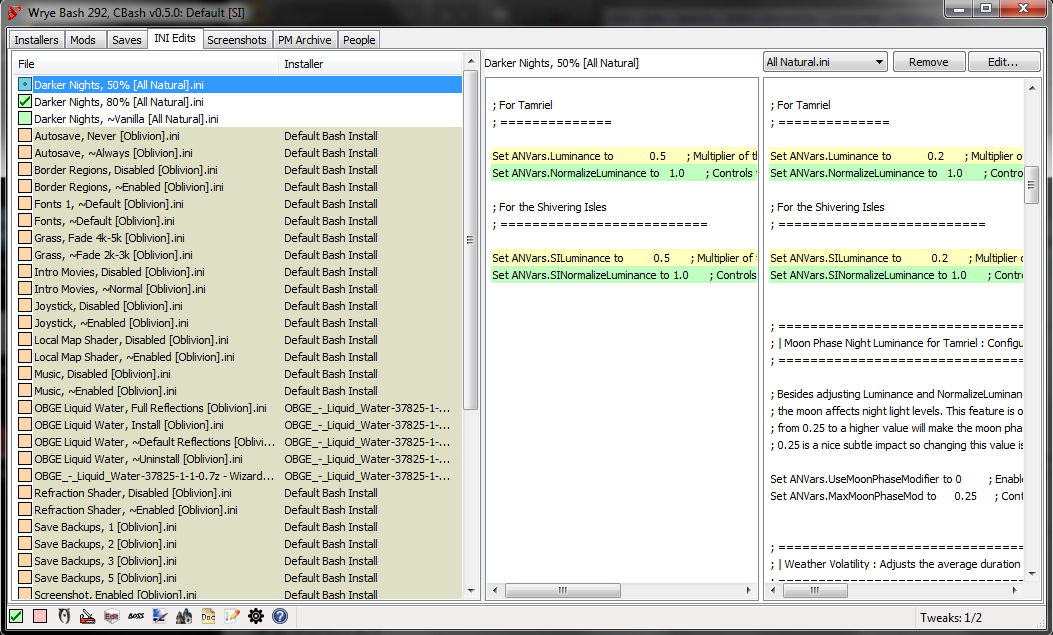 Wrye Bash 292, CBash v0.5.0: Default [SI]
Installers Mods Saves INI Edits Screenshots PM Archive People
File Installer
Darker Nights, 50% [All Natural].ini
Darker Nights, 80% [All Natural].ini
Darker Nights, ~Vanilla [All Natural].ini
Autosave, Never [Oblivion].ini Default Bash Install
Autosave, ~Always [Oblivion].ini Default Bash Install
Border Regions, Disabled [Oblivion].ini Default Bash Install
Border Regions, ~Enabled [Oblivion].ini Default Bash Install
Fonts 1, ~Default [Oblivion].ini Default Bash Install
Fonts, ~Default [Oblivion].ini Default Bash Install
Grass, Fade 4k-5k [Oblivion].ini Default Bash Install
Grass, ~Fade 2k-3k [Oblivion].ini Default Bash Install
Intro Movies, Disabled [Oblivion].ini Default Bash Install
Intro Movies, ~Normal [Oblivion].ini Default Bash Install
Joystick, Disabled [Oblivion].ini Default Bash Install
Joystick, ~Enabled [Oblivion].ini Default Bash Install
Local Map Shader, Disabled [Oblivion].ini Default Bash Install
Local Map Shader, ~Enabled [Oblivion].ini Default Bash Install
Music, Disabled [Oblivion].ini Default Bash Install
Music, ~Enabled [Oblivion].ini Default Bash Install
OBGE Liquid Water, Full Reflections [Oblivion].ini OBGE_-_Liquid_Water-37825-1-...
OBGE Liquid Water, Install [Oblivion].ini OBGE_-_Liquid_Water-37825-1-...
OBGE Liquid Water, ~Default Reflections [Oblivi... OBGE_-_Liquid_Water-37825-1-...
OBGE Liquid Water, ~Uninstall [Oblivion].ini OBGE_-_Liquid_Water-37825-1-...
OBGE_-_Liquid_Water-37825-1-1-0.7z - Wizard... OBGE_-_Liquid_Water-37825-1-...
Refraction Shader, Disabled [Oblivion].ini Default Bash Install
Refraction Shader, ~Enabled [Oblivion].ini Default Bash Install
Save Backups, 1 [Oblivion].ini Default Bash Install
Save Backups, 2 [Oblivion].ini Default Bash Install
Save Backups, 3 [Oblivion].ini Default Bash Install
Save Backups, 5 [Oblivion].ini Default Bash Install
Screenshot, Enabled [Oblivion].ini Default Bash Install
Darker Nights, 50% [All Natural]
; For Tamriel
; ==============
Set ANVars.Luminance to 0.5 ; Multiplier of th
Set ANVars.NormalizeLuminance to 1.0 ; Controls
; For the Shivering Isles
; ==========================
Set ANVars.SILuminance to 0.5 ; Multiplier of
Set ANVars.SINormalizeLuminance to 1.0 ; Controls
All Natural.ini Remove Edit...
; For Tamriel
; ==============
Set ANVars.Luminance to 0.2 ; Multiplier o
Set ANVars.NormalizeLuminance to 1.0 ; Contro
; For the Shivering Isles
; ==========================
Set ANVars.SILuminance to 0.2 ; Multiplier o
Set ANVars.SINormalizeLuminance to 1.0 ; Contr
; ===============================
; | Moon Phase Night Luminance for Tamriel : Configu
; ===============================
; Besides adjusting Luminance and NormalizeLuminan
; the moon affects night light levels. This feature is o
; from 0.25 to a higher value will make the moon pha
; 0.25 is a nice subtle impact so changing this value is
Set ANVars.UseMoonPhaseModifier to 0 ; Enabl
Set ANVars.MaxMoonPhaseMod to 0.25 ; Cont
; ===============================
; | Weather Volatility : Adjusts the average duration
; ===============================
Edit BOSS Doc
Tweaks: 1/2